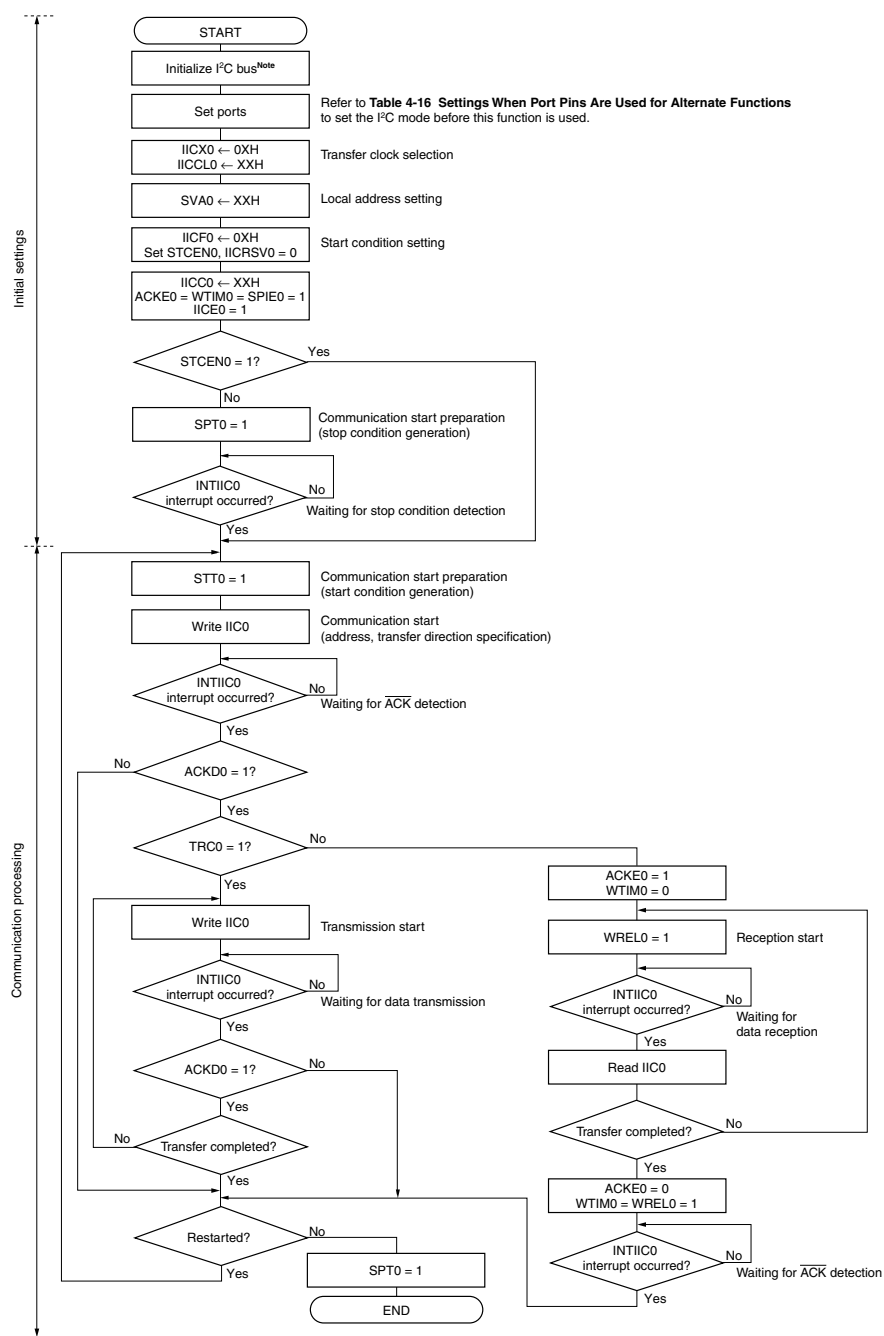 START
Initialize I²C bus^Note
Set ports
Refer to Table 4-16 Settings When Port Pins Are Used for Alternate Functions
to set the I²C mode before this function is used.
IICX0 ← 0XH
IICCL0 ← XXH
Transfer clock selection
SVA0 ← XXH
Local address setting
IICF0 ← 0XH
Set STCEN0, IICRSV0 = 0
Start condition setting
IICC0 ← XXH
ACKE0 = WTIM0 = SPIE0 = 1
IICE0 = 1
Initial settings
STCEN0 = 1?
Yes
No
SPT0 = 1
Communication start preparation
(stop condition generation)
INTIIC0
interrupt occurred?
No
Waiting for stop condition detection
Yes
STT0 = 1
Communication start preparation
(start condition generation)
Write IIC0
Communication start
(address, transfer direction specification)
INTIIC0
interrupt occurred?
No
Waiting for A̅C̅K̅ detection
Yes
No
ACKD0 = 1?
Yes
TRC0 = 1?
No
Yes
Communication processing
Write IIC0
Transmission start
INTIIC0
interrupt occurred?
No
Waiting for data transmission
Yes
ACKD0 = 1?
No
Yes
No
Transfer completed?
Yes
Restarted?
No
Yes
SPT0 = 1
END
ACKE0 = 1
WTIM0 = 0
WREL0 = 1
Reception start
INTIIC0
interrupt occurred?
No
Waiting for
data reception
Yes
Read IIC0
Transfer completed?
No
Yes
ACKE0 = 0
WTIM0 = WREL0 = 1
INTIIC0
interrupt occurred?
No
Waiting for A̅C̅K̅ detection
Yes